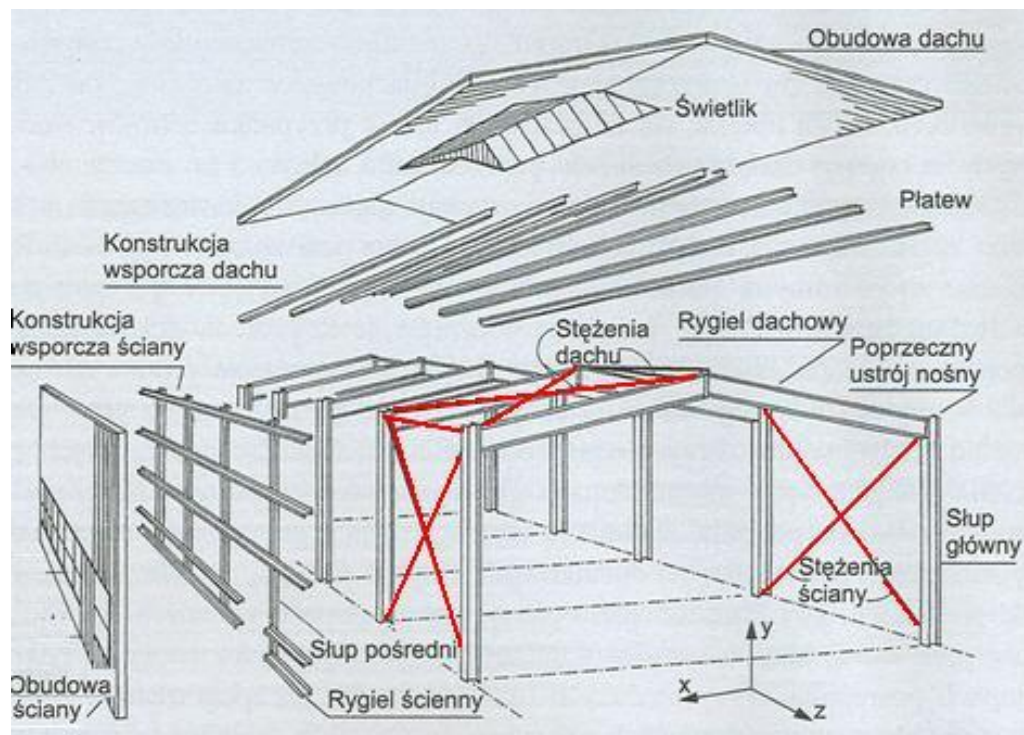 Obudowa dachu
Świetlik
Płatew
Konstrukcja
wsporcza dachu
Konstrukcja
wsporcza ściany
Stężenia
dachu
Rygiel dachowy
Poprzeczny
ustrój nośny
Słup
główny
Stężenia
ściany
Słup pośredni
Rygiel ścienny
Obudowa
ściany
y
x
z